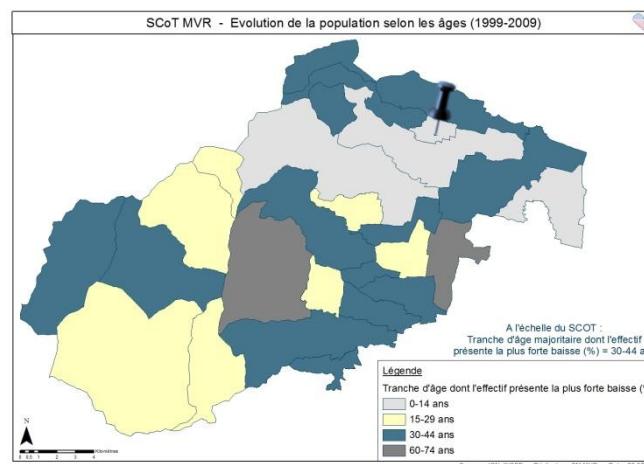 SCoT MVR - Evolution de la population selon les âges (1999-2009)
A l'échelle du SCOT :
Tranche d'âge majoritaire dont l'effectif
présente la plus forte baisse (%) = 30-44 a
Légende
Tranche d'âge dont l'effectif présente la plus forte baisse (%
0-14 ans
15-29 ans
30-44 ans
60-74 ans
N
Kilomètres